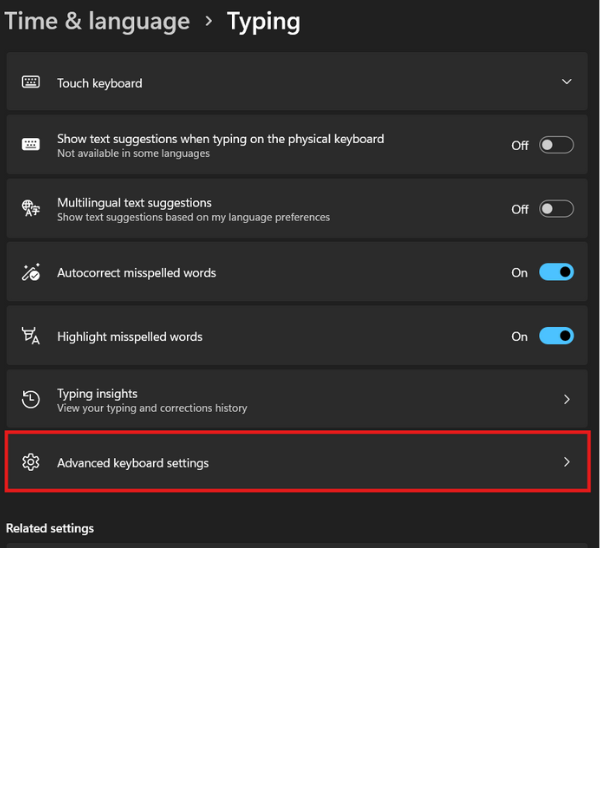 Time & language > Typing
Touch keyboard
Show text suggestions when typing on the physical keyboard
Not available in some languages
Off
Multilingual text suggestions
Show text suggestions based on my language preferences
Off
Autocorrect misspelled words
On
Highlight misspelled words
On
Typing insights
View your typing and corrections history
Advanced keyboard settings
Related settings